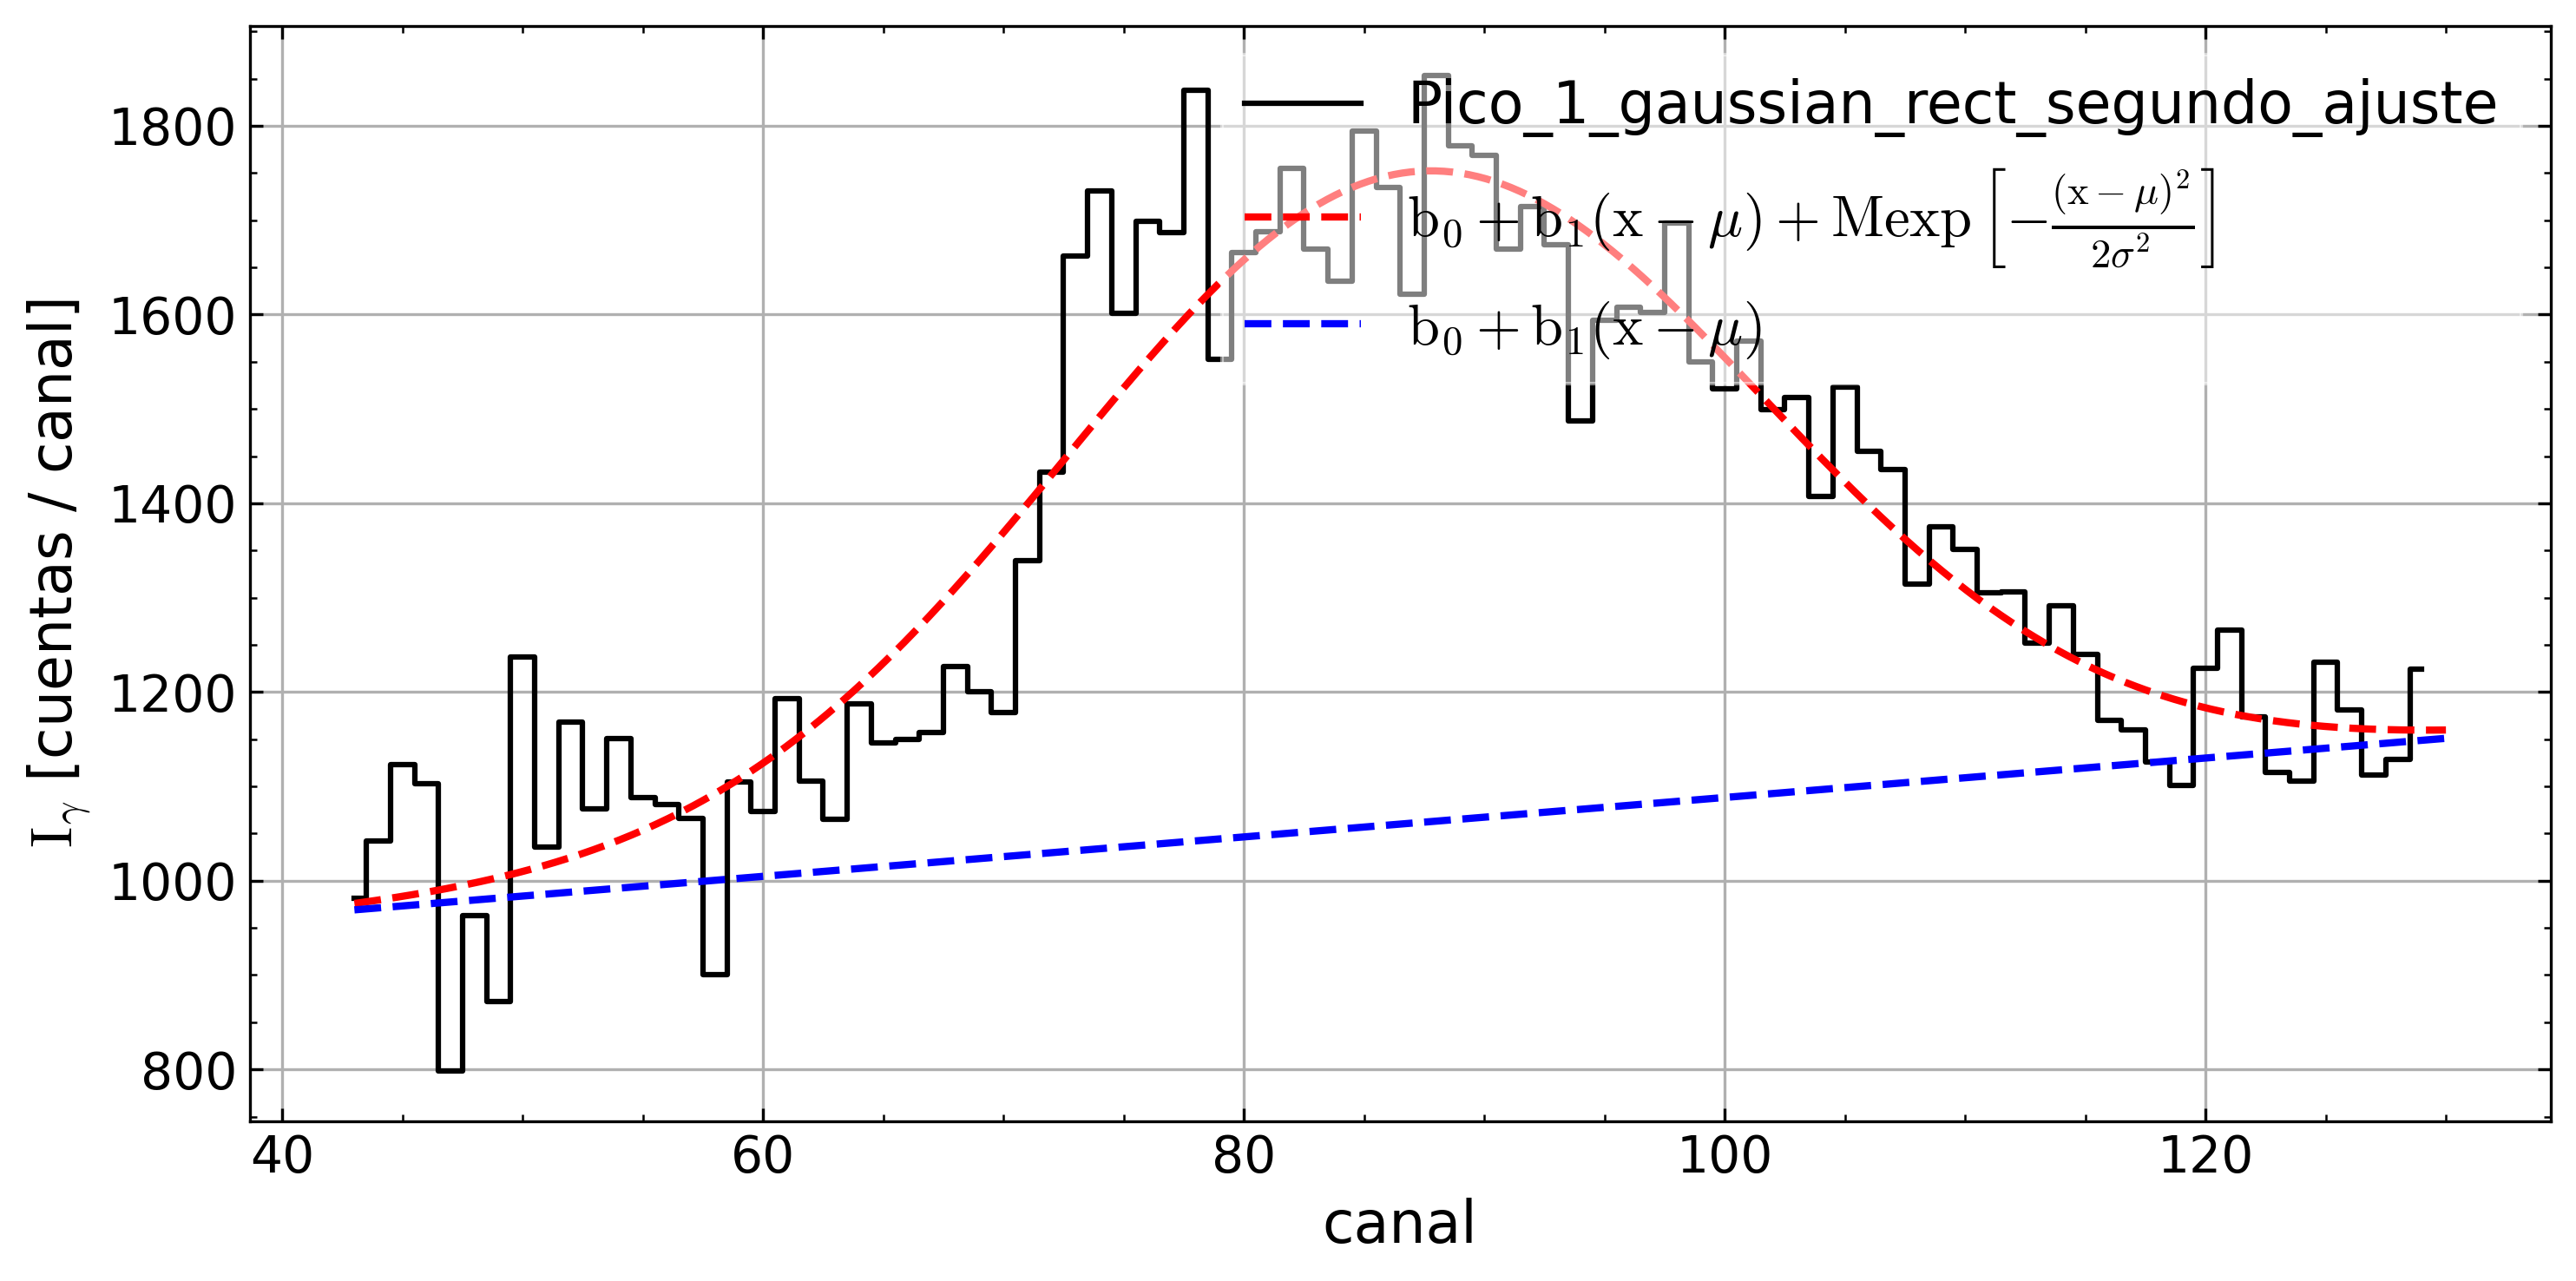 I_γ [cuentas / canal]
1800
1600
1400
1200
1000
800
Pico_1_gaussian_rect_segundo_ajuste
b₀ + b₁(x − μ) + Mexp [−(x − μ)²/2σ²]
b₀ + b₁(x − μ)
40 60 80 100 120
canal